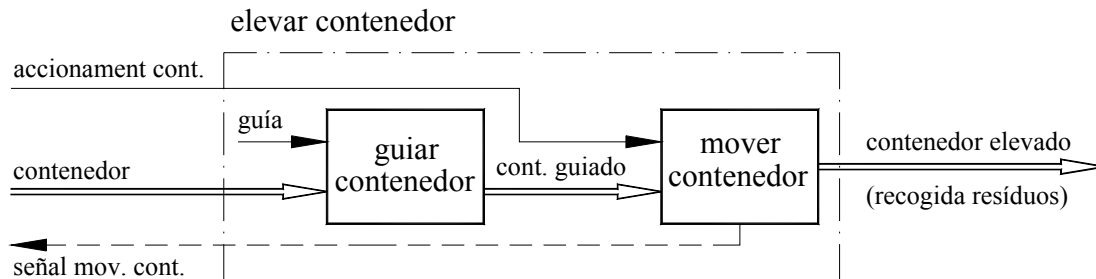 elevar contenedor
accionament cont.
guía
guiar
contenedor
mover
contenedor
contenedor
cont. guiado
contenedor elevado
(recogida resíduos)
señal mov. cont.